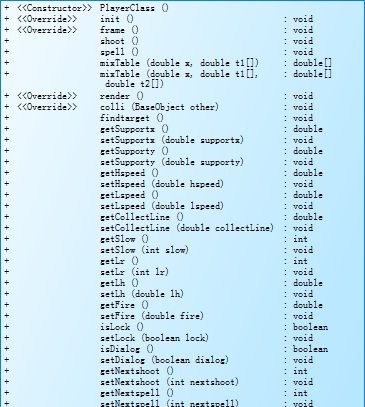 + <<Constructor>> PlayerClass ()
+ <<Override>> init () : void
+ <<Override>> frame () : void
+ shoot () : void
+ spell () : void
+ mixTable (double x, double t1[]) : double[]
+ mixTable (double x, double t1[], : double[]
double t2[])
+ <<Override>> render () : void
+ <<Override>> colli (BaseObject other) : void
+ findtarget () : void
+ getSupportx () : double
+ setSupportx (double supportx) : void
+ getSupporty () : double
+ setSupporty (double supporty) : void
+ getHspeed () : double
+ setHspeed (double hspeed) : void
+ getLspeed () : double
+ setLspeed (double lspeed) : void
+ getCollectLine () : double
+ setCollectLine (double collectLine) : void
+ getSlow () : int
+ setSlow (int slow) : void
+ getLr () : int
+ setLr (int lr) : void
+ getLh () : double
+ setLh (double lh) : void
+ getFire () : double
+ setFire (double fire) : void
+ isLock () : boolean
+ setLock (boolean lock) : void
+ isDialog () : boolean
+ setDialog (boolean dialog) : void
+ getNextshoot () : int
+ setNextshoot (int nextshoot) : void
+ getNextspell () : int
+ setNextspell (int nextspell) : void